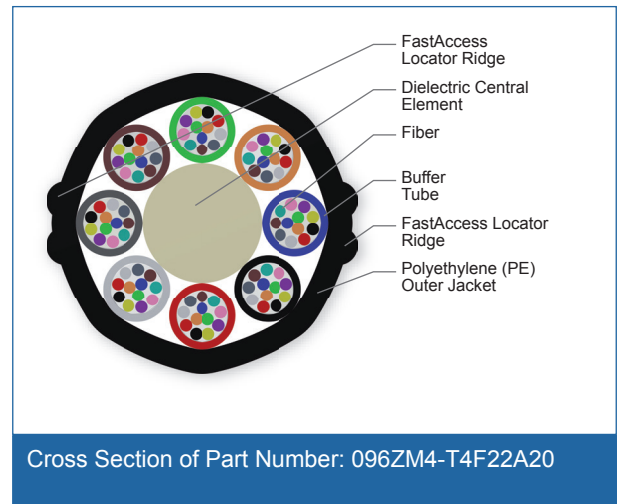 FastAccess
Locator Ridge
Dielectric Central
Element
Fiber
Buffer
Tube
FastAccess Locator
Ridge
Polyethylene (PE)
Outer Jacket
Cross Section of Part Number: 096ZM4-T4F22A20